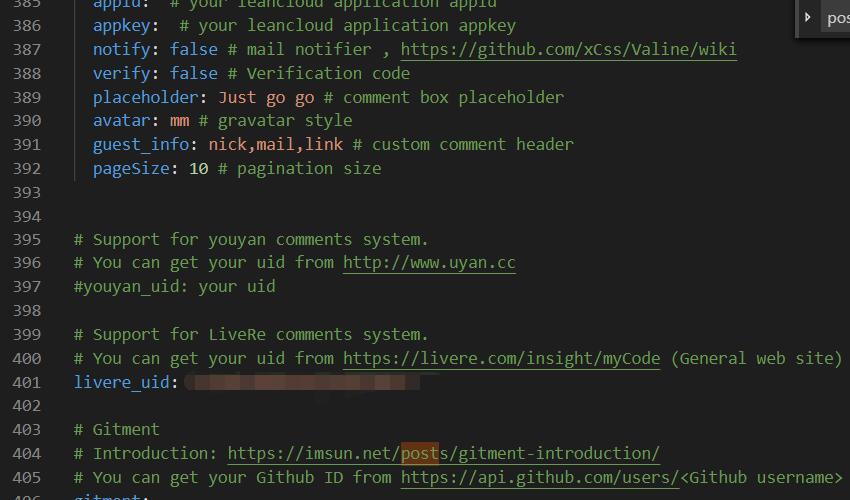 385 appid: # your leancloud application appid
386 appkey: # your leancloud application appkey
pos
387 notify: false # mail notifier , https://github.com/xCss/Valine/wiki
388 verify: false # Verification code
389 placeholder: Just go go # comment box placeholder
390 avatar: mm # gravatar style
391 guest_info: nick,mail,link # custom comment header
392 pageSize: 10 # pagination size
393
394
395 # Support for youyan comments system.
396 # You can get your uid from http://www.uyan.cc
397 #youyan_uid: your uid
398
399 # Support for LiveRe comments system.
400 # You can get your uid from https://livere.com/insight/myCode (General web site)
401 livere_uid:
402
403 # Gitment
404 # Introduction: https://imsun.net/posts/gitment-introduction/
405 # You can get your Github ID from https://api.github.com/users/<Github username>
406 gitment: